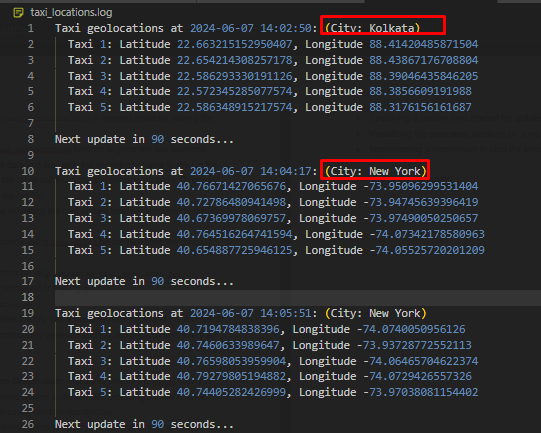 taxi_locations.log
1 Taxi geolocations at 2024-06-07 14:02:50: (City: Kolkata)
2 Taxi 1: Latitude 22.663215152950407, Longitude 88.41420485871504
3 Taxi 2: Latitude 22.654214308257178, Longitude 88.43867176708804
4 Taxi 3: Latitude 22.586293330191126, Longitude 88.39046435846205
5 Taxi 4: Latitude 22.572345285077574, Longitude 88.3856609191988
6 Taxi 5: Latitude 22.586348915217574, Longitude 88.3176156161687
7
8 Next update in 90 seconds...
9
10 Taxi geolocations at 2024-06-07 14:04:17: (City: New York)
11 Taxi 1: Latitude 40.76671427065676, Longitude -73.95096299531404
12 Taxi 2: Latitude 40.72786480941498, Longitude -73.94745639396419
13 Taxi 3: Latitude 40.67369978069757, Longitude -73.97490050250657
14 Taxi 4: Latitude 40.764516264741594, Longitude -74.07342178580963
15 Taxi 5: Latitude 40.654887725946125, Longitude -74.05525720201209
16
17 Next update in 90 seconds...
18
19 Taxi geolocations at 2024-06-07 14:05:51: (City: New York)
20 Taxi 1: Latitude 40.7194784838396, Longitude -74.0740050956126
21 Taxi 2: Latitude 40.7460633989647, Longitude -73.93728772552113
22 Taxi 3: Latitude 40.76598053959904, Longitude -74.06465704622374
23 Taxi 4: Latitude 40.79279805194882, Longitude -74.0729426557326
24 Taxi 5: Latitude 40.74405282426999, Longitude -73.97038081154402
25
26 Next update in 90 seconds...